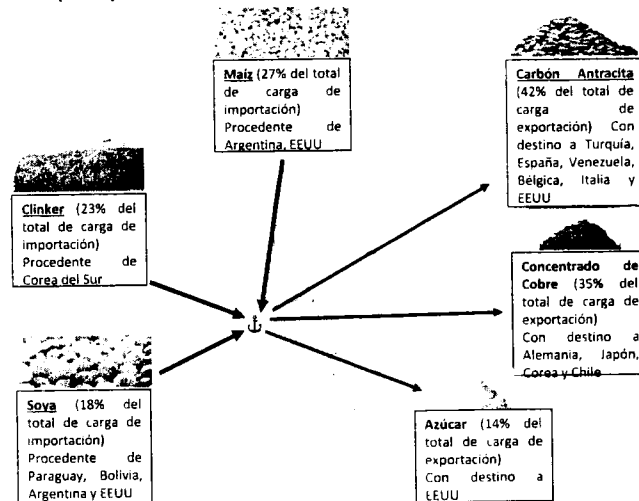 Maíz (27% del total
de carga de
importación)
Procedente de
Argentina, EEUU
Carbón Antracita
(42% del total de
carga de
exportación) Con
destino a Turquía,
España, Venezuela,
Bélgica, Italia y
EEUU
Clinker (23% del
total de carga de
importación)
Procedente de
Corea del Sur
Concentrado de
Cobre (35% del
total de carga de
exportación)
Con destino a
Alemania, Japón,
Corea y Chile
Soya (18% del
total de carga de
importación)
Procedente de
Paraguay, Bolivia,
Argentina y EEUU
Azúcar (14% del
total de carga de
exportación)
Con destino a
EEUU